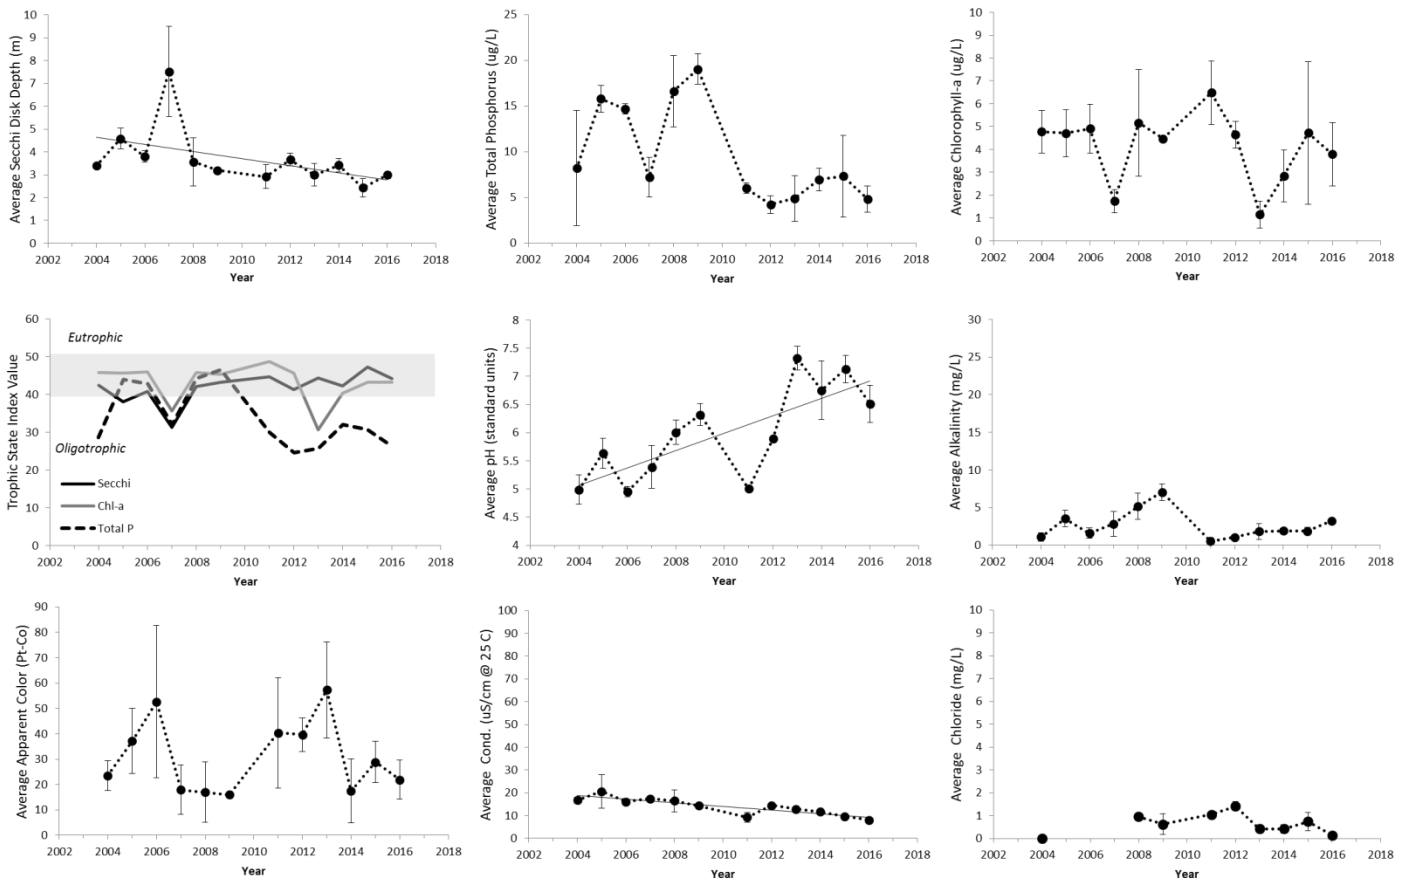 Average Secchi Disk Depth (m)
10
9
8
7
6
5
4
3
2
1
0
2002 2004 2006 2008 2010 2012 2014 2016 2018
Year
Average Total Phosphorus (ug/L)
25
20
15
10
5
0
2002 2004 2006 2008 2010 2012 2014 2016 2018
Year
Average Chlorophyll-a (ug/L)
10
9
8
7
6
5
4
3
2
1
0
2002 2004 2006 2008 2010 2012 2014 2016 2018
Year
Trophic State Index Value
60
50
40
30
20
10
0
Eutrophic
Oligotrophic
Secchi
Chl-a
Total P
2002 2004 2006 2008 2010 2012 2014 2016 2018
Year
Average pH (standard units)
8
7.5
7
6.5
6
5.5
5
4.5
4
2002 2004 2006 2008 2010 2012 2014 2016 2018
Year
Average Alkalinity (mg/L)
30
25
20
15
10
5
0
2002 2004 2006 2008 2010 2012 2014 2016 2018
Year
Average Apparent Color (Pt-Co)
90
80
70
60
50
40
30
20
10
0
2002 2004 2006 2008 2010 2012 2014 2016 2018
Year
Average Cond. (uS/cm @ 25 C)
100
90
80
70
60
50
40
30
20
10
0
2002 2004 2006 2008 2010 2012 2014 2016 2018
Year
Average Chloride (mg/L)
10
9
8
7
6
5
4
3
2
1
0
2002 2004 2006 2008 2010 2012 2014 2016 2018
Year